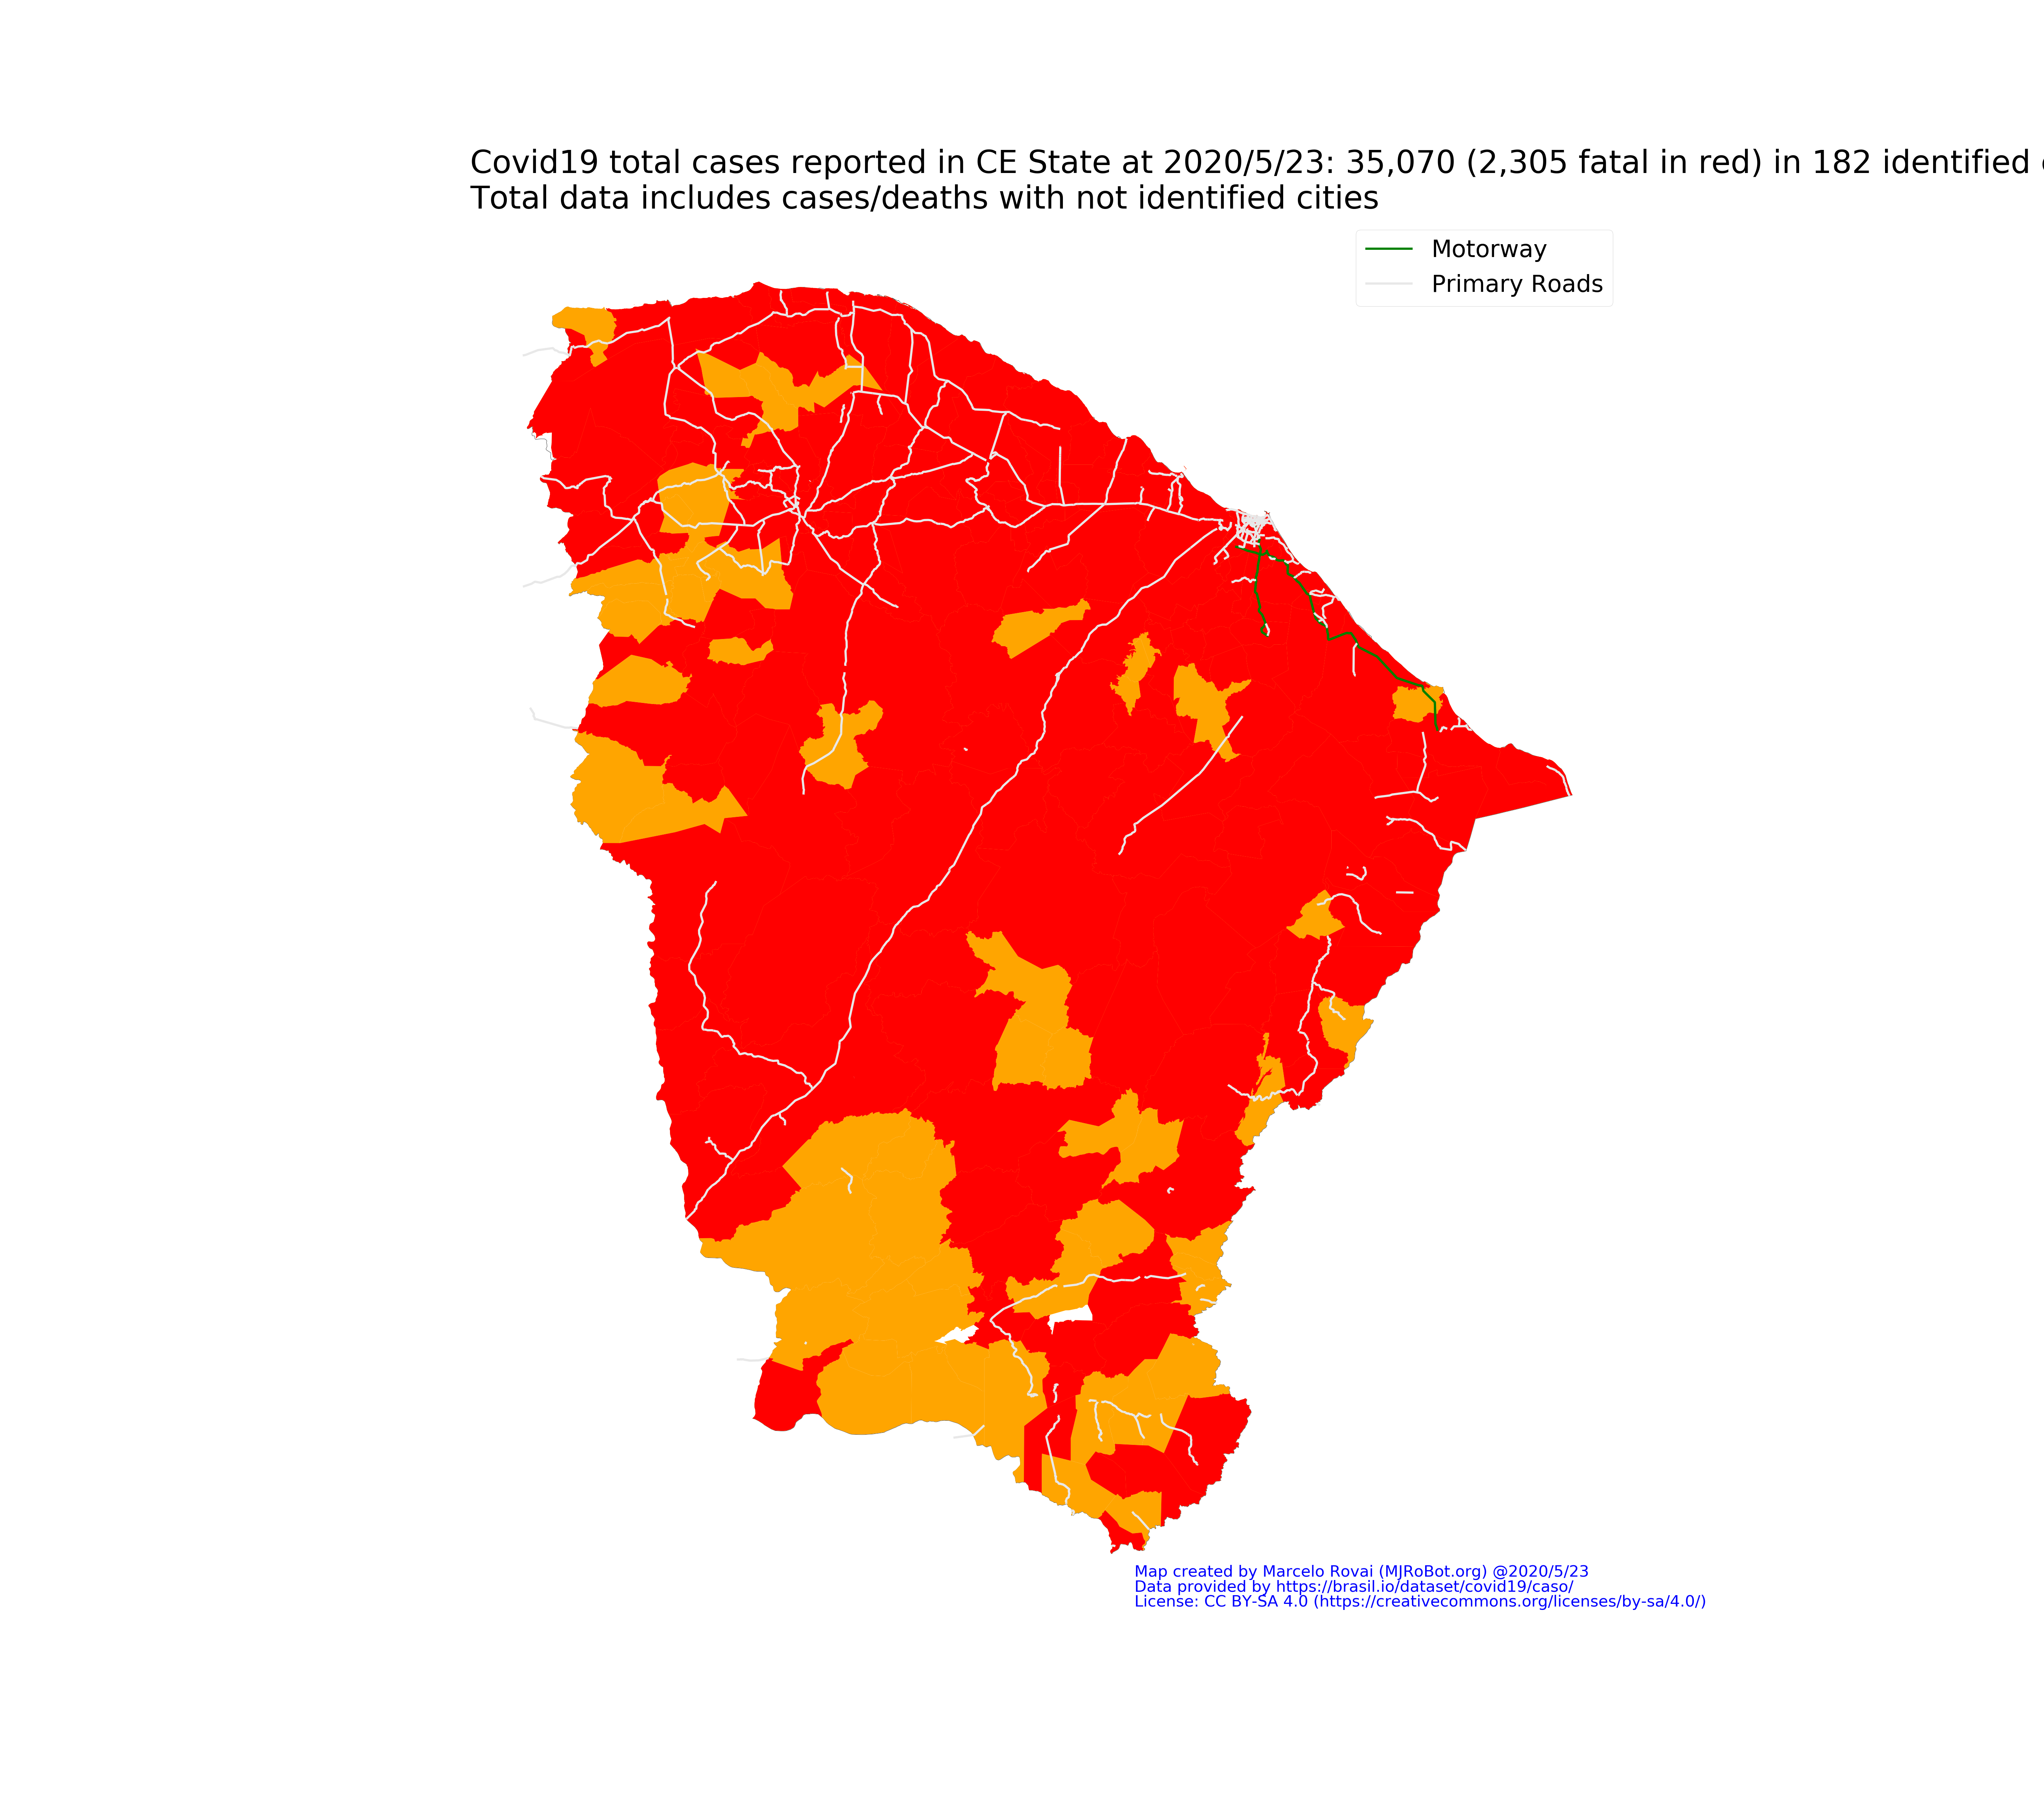 Covid19 total cases reported in CE State at 2020/5/23: 35,070 (2,305 fatal in red) in 182 identified
Total data includes cases/deaths with not identified cities
Motorway
Primary Roads
Map created by Marcelo Rovai (MJRoBot.org) @2020/5/23
Data provided by https://brasil.io/dataset/covid19/caso/
License: CC BY-SA 4.0 (https://creativecommons.org/licenses/by-sa/4.0/)